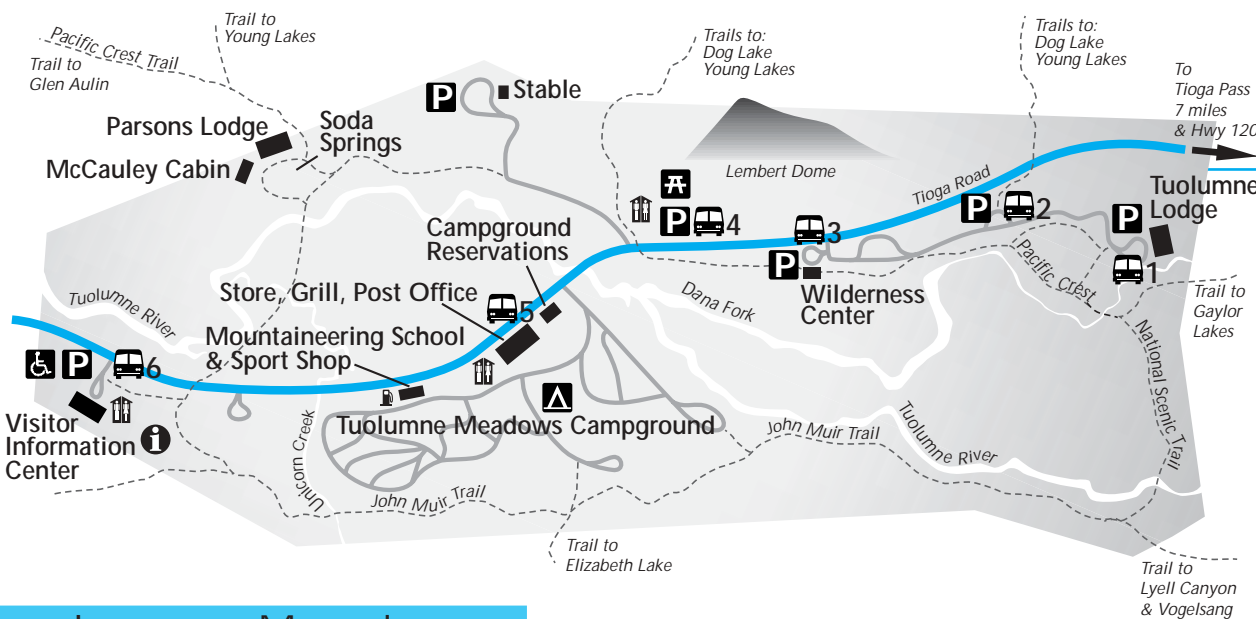 Trail to
Young Lakes
Pacific Crest Trail
Trail to
Glen Aulin
Trails to:
Dog Lake
Young Lakes
Trails to:
Dog Lake
Young Lakes
To
Tioga Pass
7 miles
& Hwy 120
P
Stable
Parsons Lodge
Soda
Springs
McCauley Cabin
Lembert Dome
Tioga Road
Tuolumne
Lodge
P
P
2
P
4
3
Campground
Reservations
P
Wilderness
Center
Pacific Crest
1
Trail to
Gaylor
Lakes
National Scenic Trail
Dana Fork
Tuolumne River
Store, Grill, Post Office
5
Mountaineering School
& Sport Shop
P
6
Visitor
Information
Center
i
Tuolumne Meadows Campground
Unicorn Creek
John Muir Trail
John Muir Trail
Tuolumne River
Trail to
Elizabeth Lake
Trail to
Lyell Canyon
& Vogelsang